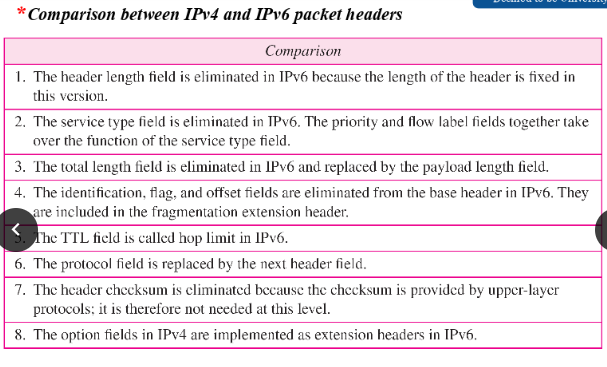 Deemed to be University
*Comparison between IPv4 and IPv6 packet headers
Comparison
1. The header length field is eliminated in IPv6 because the length of the header is fixed in
this version.
2. The service type field is eliminated in IPv6. The priority and flow label fields together take
over the function of the service type field.
3. The total length field is eliminated in IPv6 and replaced by the payload length field.
4. The identification, flag, and offset fields are eliminated from the base header in IPv6. They
are included in the fragmentation extension header.
5. The TTL field is called hop limit in IPv6.
6. The protocol field is replaced by the next header field.
7. The header checksum is eliminated because the checksum is provided by upper-layer
protocols; it is therefore not needed at this level.
8. The option fields in IPv4 are implemented as extension headers in IPv6.